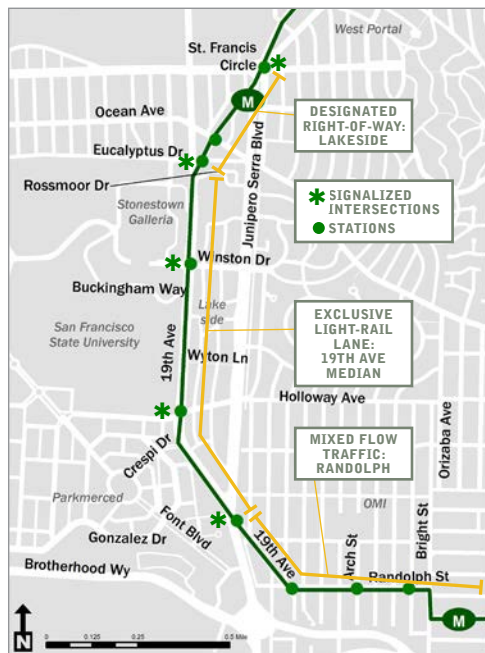 West Portal
St. Francis
Circle
M
Ocean Ave
DESIGNATED
RIGHT-OF-WAY:
LAKESIDE
Eucalyptus Dr
Rossmoor Dr
Junipero Serra Blvd
SIGNALIZED
INTERSECTIONS
STATIONS
Stonestown
Galleria
Winston Dr
Buckingham Way
Lake
side
EXCLUSIVE
LIGHT-RAIL
LANE:
19TH AVE
MEDIAN
San Francisco
State University
19th Ave
Wyton Ln
Holloway Ave
Orizaba Ave
Crespi Dr
MIXED FLOW
TRAFFIC:
RANDOLPH
Parkmerced
OMI
Font Blvd
Gonzalez Dr
19th Ave
Arch St
Bright St
Brotherhood Wy
Randolph St
M
N
0
0.125
0.25
0.5 Mile